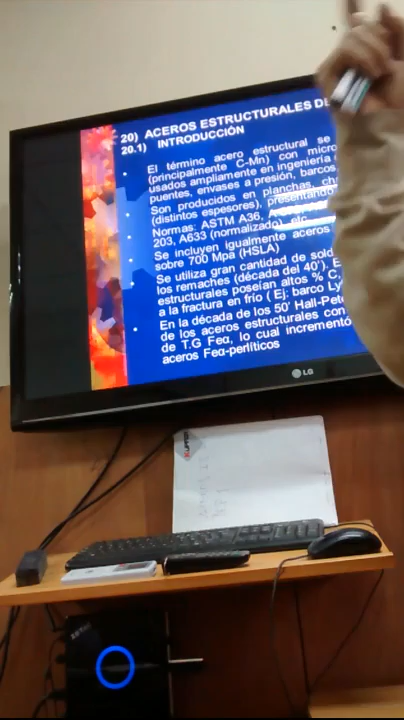 20) ACEROS ESTRUCTURALES DE
20.1) INTRODUCCIÓN
• El término acero estructural se
(principalmente C-Mn) con micro
usados ampliamente en ingeniería
puentes, envases a presión, barcos
• Son producidos en planchas, ch
(distintos espesores), presentando
• Normas: ASTM A36,
203, A633 (normalizado), etc
• Se incluyen igualmente aceros
sobre 700 Mpa (HSLA)
• Se utiliza gran cantidad de sold
los remaches (década del 40'), E
estructurales poseían altos % C,
a la fractura en frío ( Ej: barco Ly
• En la década de los 50' Hall-Pet
de los aceros estructurales con
de T.G Feα, lo cual incrementó
aceros Feα-perlíticos
LG